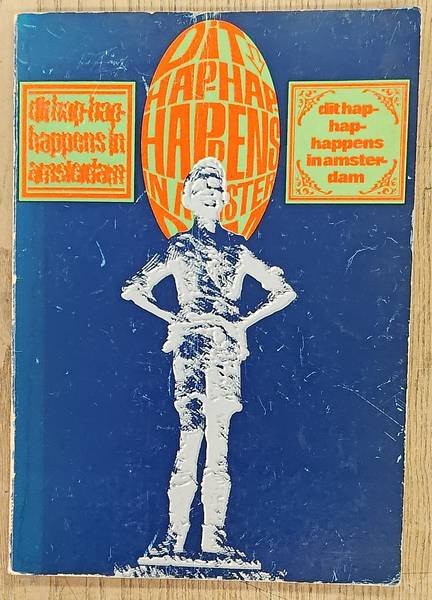 dit hap-hap-
happens in
amsterdam
DIT
HAP-HAP
HAPPENS
IN AMSTER
dit hap-
hap-
happens
in amster-
dam